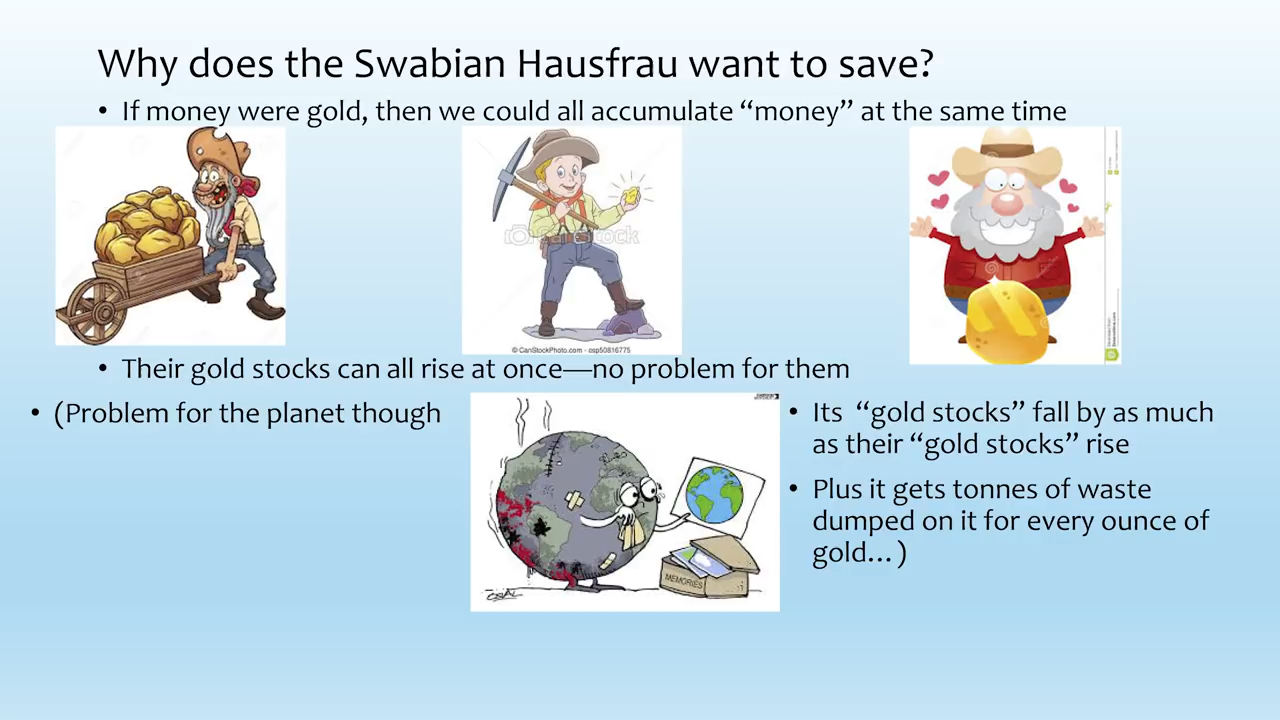 Why does the Swabian Hausfrau want to save?
• If money were gold, then we could all accumulate “money” at the same time
CanStock
© CanStockPhoto.com - csp50816775
• Their gold stocks can all rise at once—no problem for them
• (Problem for the planet though
MEMORIES
• Its “gold stocks” fall by as much
as their “gold stocks” rise
• Plus it gets tonnes of waste
dumped on it for every ounce of
gold…)